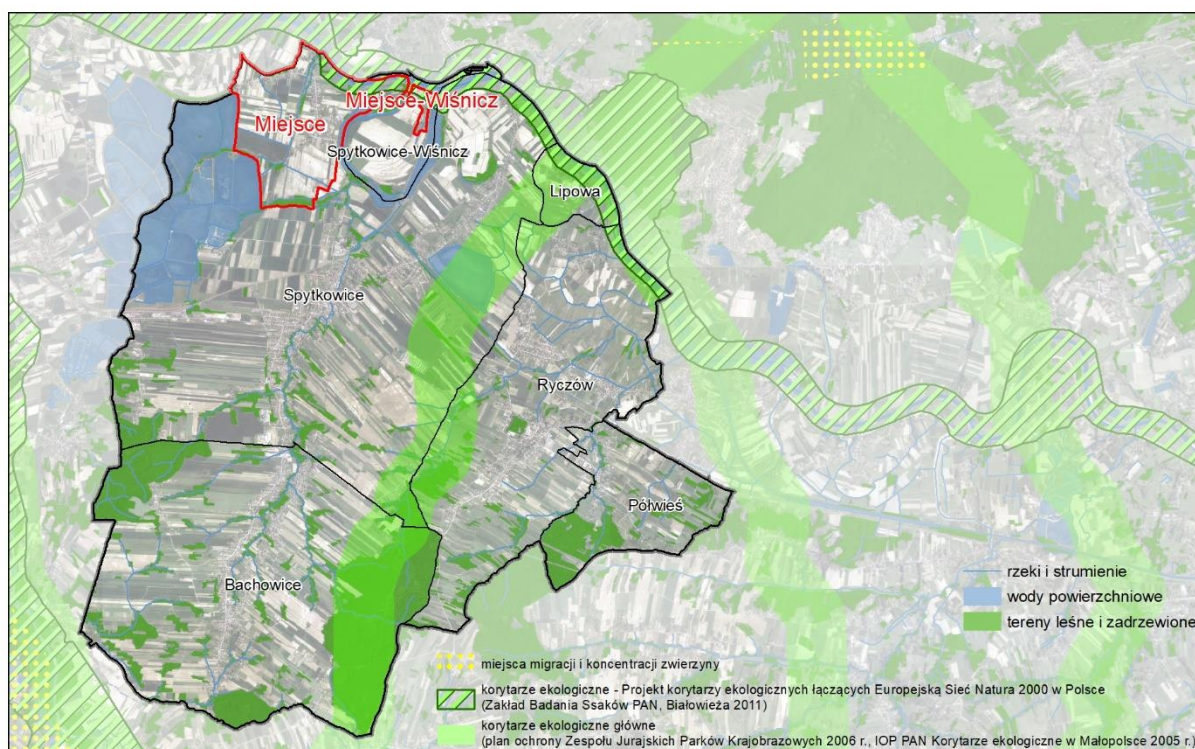 Miejsce-Wiśnicz
Miejsce
Spytkowice-Wiśnicz
Lipowa
Spytkowice
Ryczów
Półwieś
Bachowice
rzeki i strumienie
wody powierzchniowe
tereny leśne i zadrzewione
miejsca migracji i koncentracji zwierzyny
korytarze ekologiczne - Projekt korytarzy ekologicznych łączących Europejską Sieć Natura 2000 w Polsce
(Zakład Badania Ssaków PAN, Białowieża 2011)
korytarze ekologiczne główne
(plan ochrony Zespołu Jurajskich Parków Krajobrazowych 2006 r., IOP PAN Korytarze ekologiczne w Małopolsce 2005 r.)